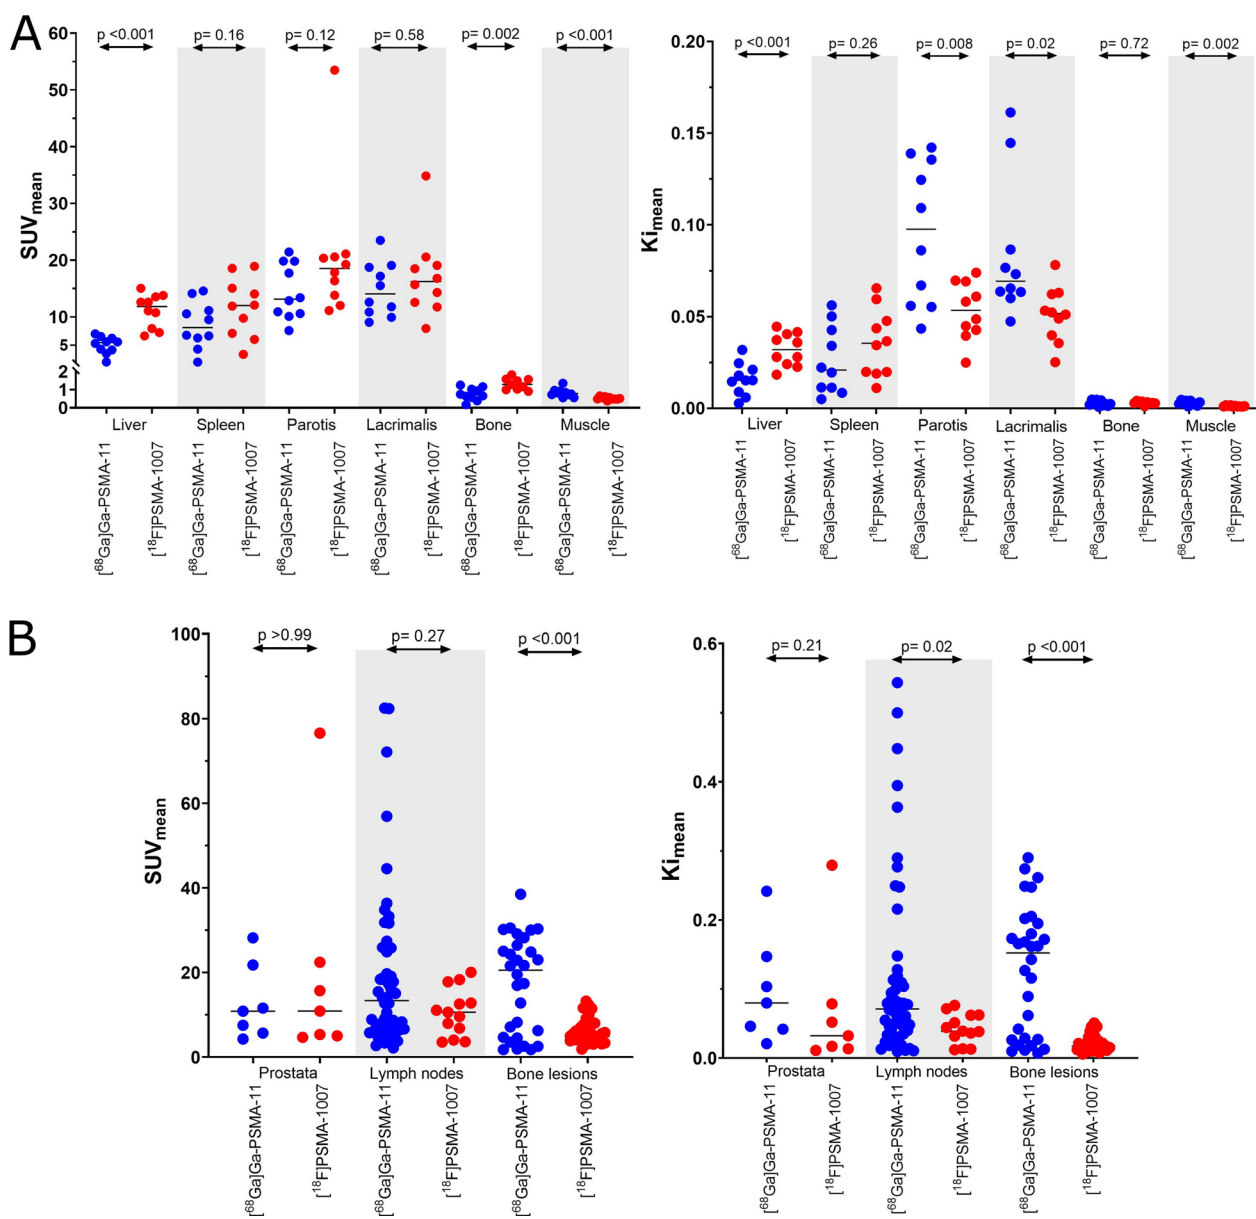 A
p <0.001
p= 0.16
p= 0.12
p= 0.58
p= 0.002
p <0.001
SUVmean
60
50
40
30
20
10
5
2
1
0
Liver
Spleen
Parotis
Lacrimalis
Bone
Muscle
[68Ga]Ga-PSMA-11
[18F]PSMA-1007
[68Ga]Ga-PSMA-11
[18F]PSMA-1007
[68Ga]Ga-PSMA-11
[18F]PSMA-1007
[68Ga]Ga-PSMA-11
[18F]PSMA-1007
[68Ga]Ga-PSMA-11
[18F]PSMA-1007
[68Ga]Ga-PSMA-11
[18F]PSMA-1007
p <0.001
p= 0.26
p= 0.008
p= 0.02
p= 0.72
p= 0.002
Kimean
0.20
0.15
0.10
0.05
0.00
Liver
Spleen
Parotis
Lacrimalis
Bone
Muscle
[68Ga]Ga-PSMA-11
[18F]PSMA-1007
[68Ga]Ga-PSMA-11
[18F]PSMA-1007
[68Ga]Ga-PSMA-11
[18F]PSMA-1007
[68Ga]Ga-PSMA-11
[18F]PSMA-1007
[68Ga]Ga-PSMA-11
[18F]PSMA-1007
[68Ga]Ga-PSMA-11
[18F]PSMA-1007
B
p >0.99
p= 0.27
p <0.001
SUVmean
100
80
60
40
20
0
Prostata
Lymph nodes
Bone lesions
[68Ga]Ga-PSMA-11
[18F]PSMA-1007
[68Ga]Ga-PSMA-11
[18F]PSMA-1007
[68Ga]Ga-PSMA-11
[18F]PSMA-1007
p= 0.21
p= 0.02
p <0.001
Kimean
0.6
0.4
0.2
0.0
Prostata
Lymph nodes
Bone lesions
[68Ga]Ga-PSMA-11
[18F]PSMA-1007
[68Ga]Ga-PSMA-11
[18F]PSMA-1007
[68Ga]Ga-PSMA-11
[18F]PSMA-1007